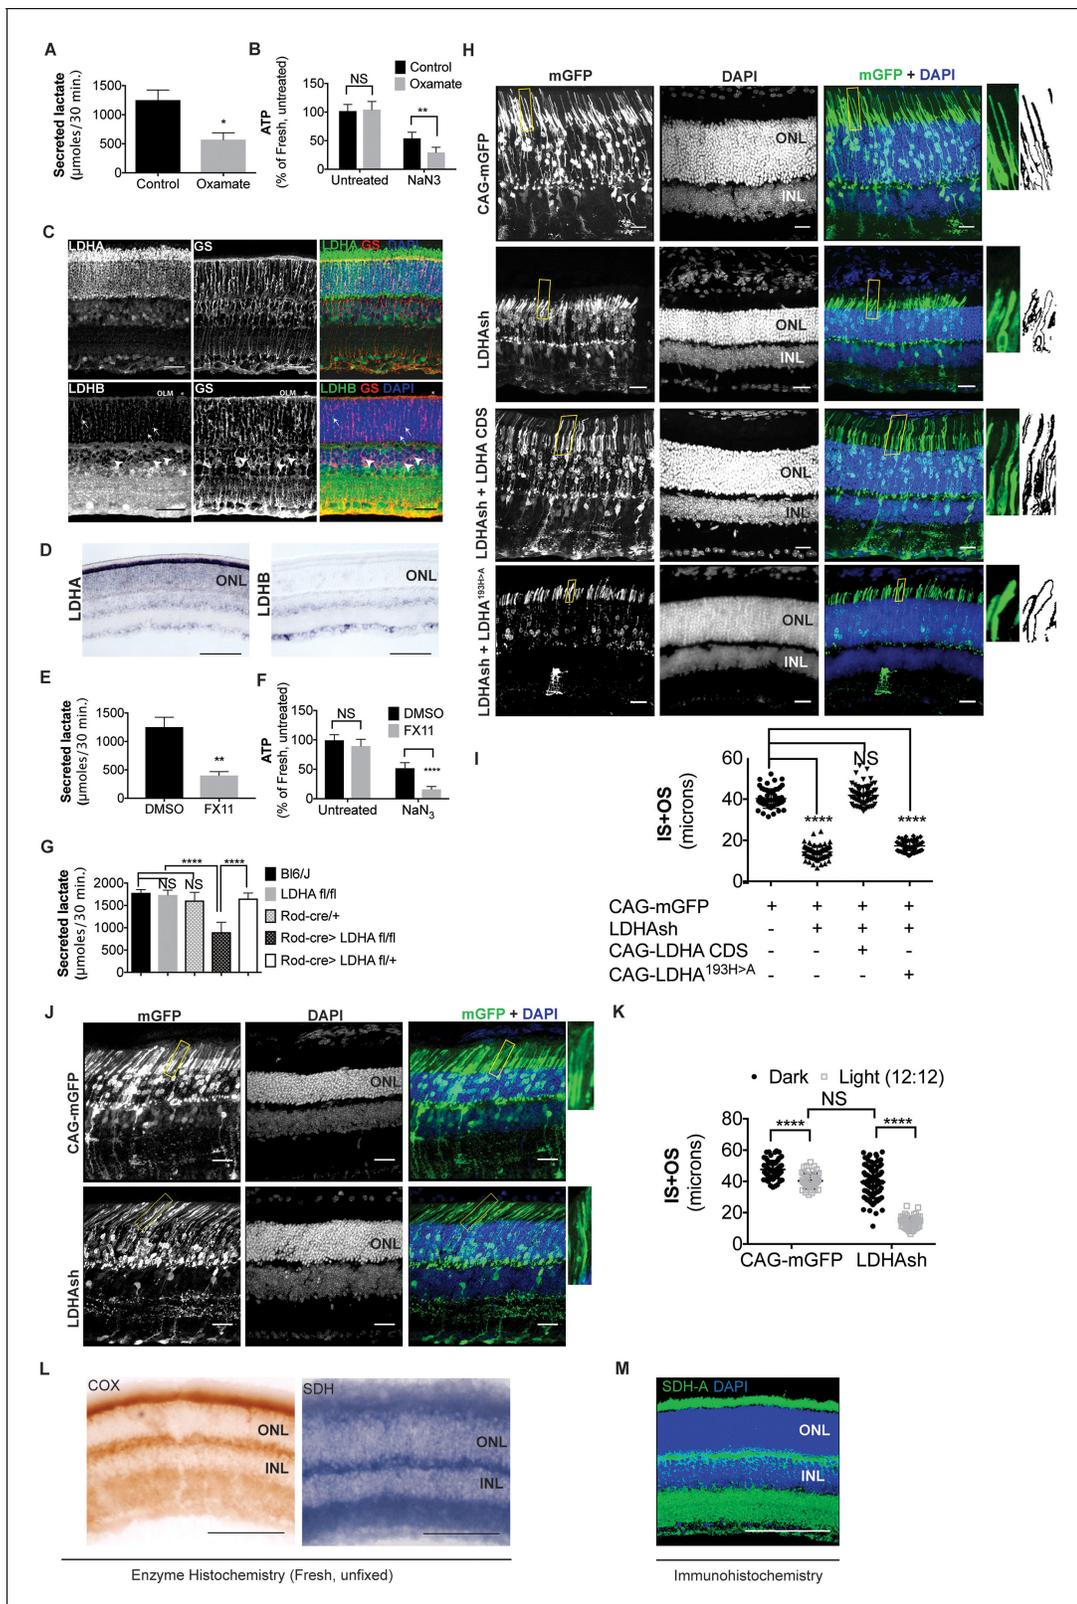 A
Secreted lactate
(µmoles/30 min.)
1500
1000
500
0
Control
Oxamate
*
B
Control
Oxamate
ATP
(% of Fresh, untreated)
150
100
50
0
NS
**
Untreated
NaN3
C
LDHA
GS
LDHA GS DAPI
LDHB
OLM *
GS
OLM *
LDHB GS DAPI
*
D
LDHA
ONL
LDHB
ONL
E
Secreted lactate
(µmoles/30 min.)
1500
1000
500
0
**
DMSO
FX11
F
DMSO
FX11
ATP
(% of Fresh, untreated)
150
100
50
0
NS
****
Untreated
NaN3
G
Secreted lactate
(µmoles/30 min.)
2000
1500
1000
500
0
NS
NS
****
****
Bl6/J
LDHA fl/fl
Rod-cre/+
Rod-cre> LDHA fl/fl
Rod-cre> LDHA fl/+
H
mGFP
DAPI
mGFP + DAPI
CAG-mGFP
ONL
INL
LDHAsh
ONL
INL
LDHAsh + LDHA CDS
ONL
INL
LDHAsh + LDHA193H>A
ONL
INL
I
IS+OS
(microns)
60
40
20
0
****
NS
****
CAG-mGFP + + + +
LDHAsh - + + +
CAG-LDHA CDS - - + -
CAG-LDHA193H>A - - - +
J
mGFP
DAPI
mGFP + DAPI
CAG-mGFP
ONL
LDHAsh
ONL
K
Dark
Light (12:12)
IS+OS
(microns)
80
60
40
20
0
NS
****
****
CAG-mGFP
LDHAsh
L
COX
ONL
INL
SDH
ONL
INL
Enzyme Histochemistry (Fresh, unfixed)
M
SDH-A DAPI
ONL
INL
Immunohistochemistry